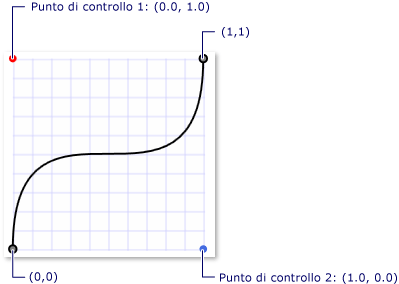 Punto di controllo 1: (0.0, 1.0)
(1,1)
(0,0)
Punto di controllo 2: (1.0, 0.0)